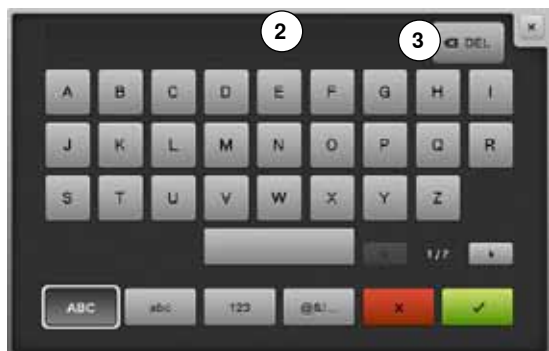 2
3 DEL ×
A B C D E F G H I
J K L M N O P Q R
S T U V W X Y Z
1/7
ABC abc 123 @&!... X ✓